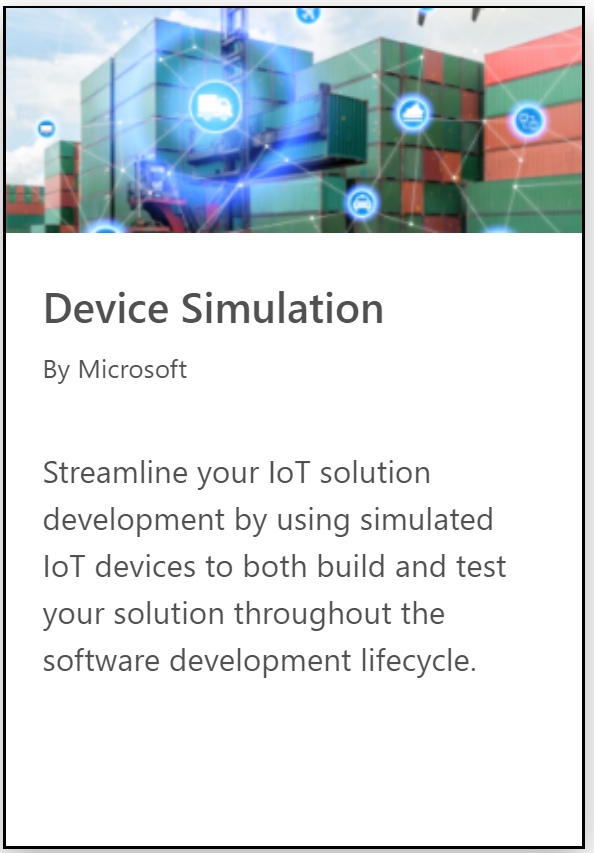 Device Simulation
By Microsoft
Streamline your IoT solution
development by using simulated
IoT devices to both build and test
your solution throughout the
software development lifecycle.